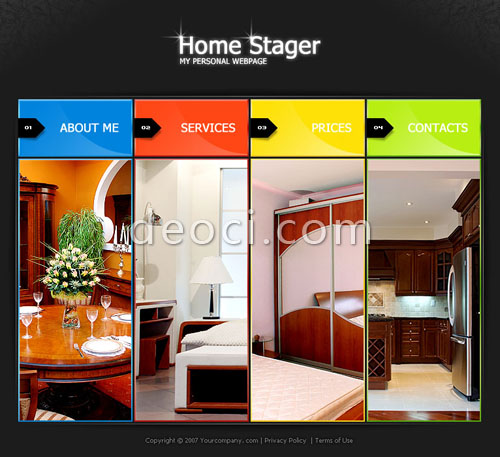 Home Stager
MY PERSONAL WEBPAGE
01 ABOUT ME
02 SERVICES
03 PRICES
04 CONTACTS
deoci.com
Copyright © 2007 Yourcompany. com | Privacy Policy | Terms of Use